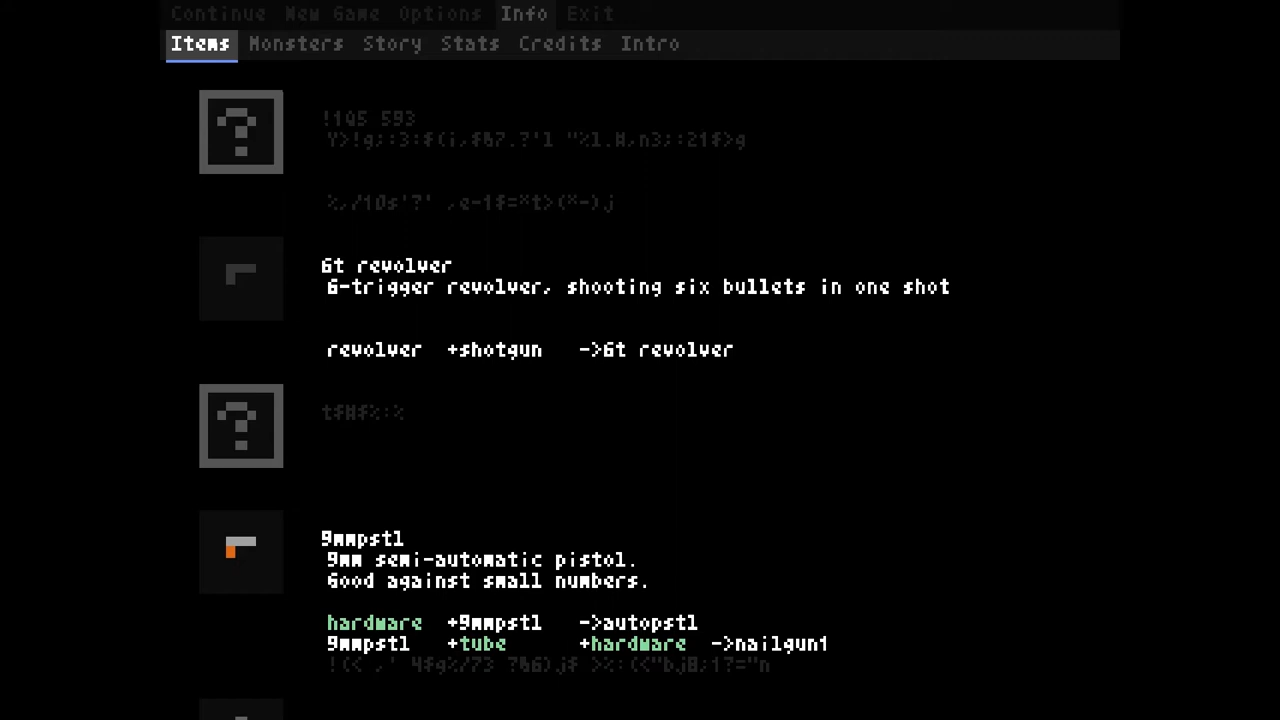 Continue New Game Options Info Exit
Items Monsters Story Stats Credits Intro
6t revolver
6-trigger revolver, shooting six bullets in one shot
revolver +shotgun ->6t revolver
9mmpstl
9mm semi-automatic pistol.
Good against small numbers.
hardware +9mmpstl ->autopstl
9mmpstl +tube +hardware ->nailgun1